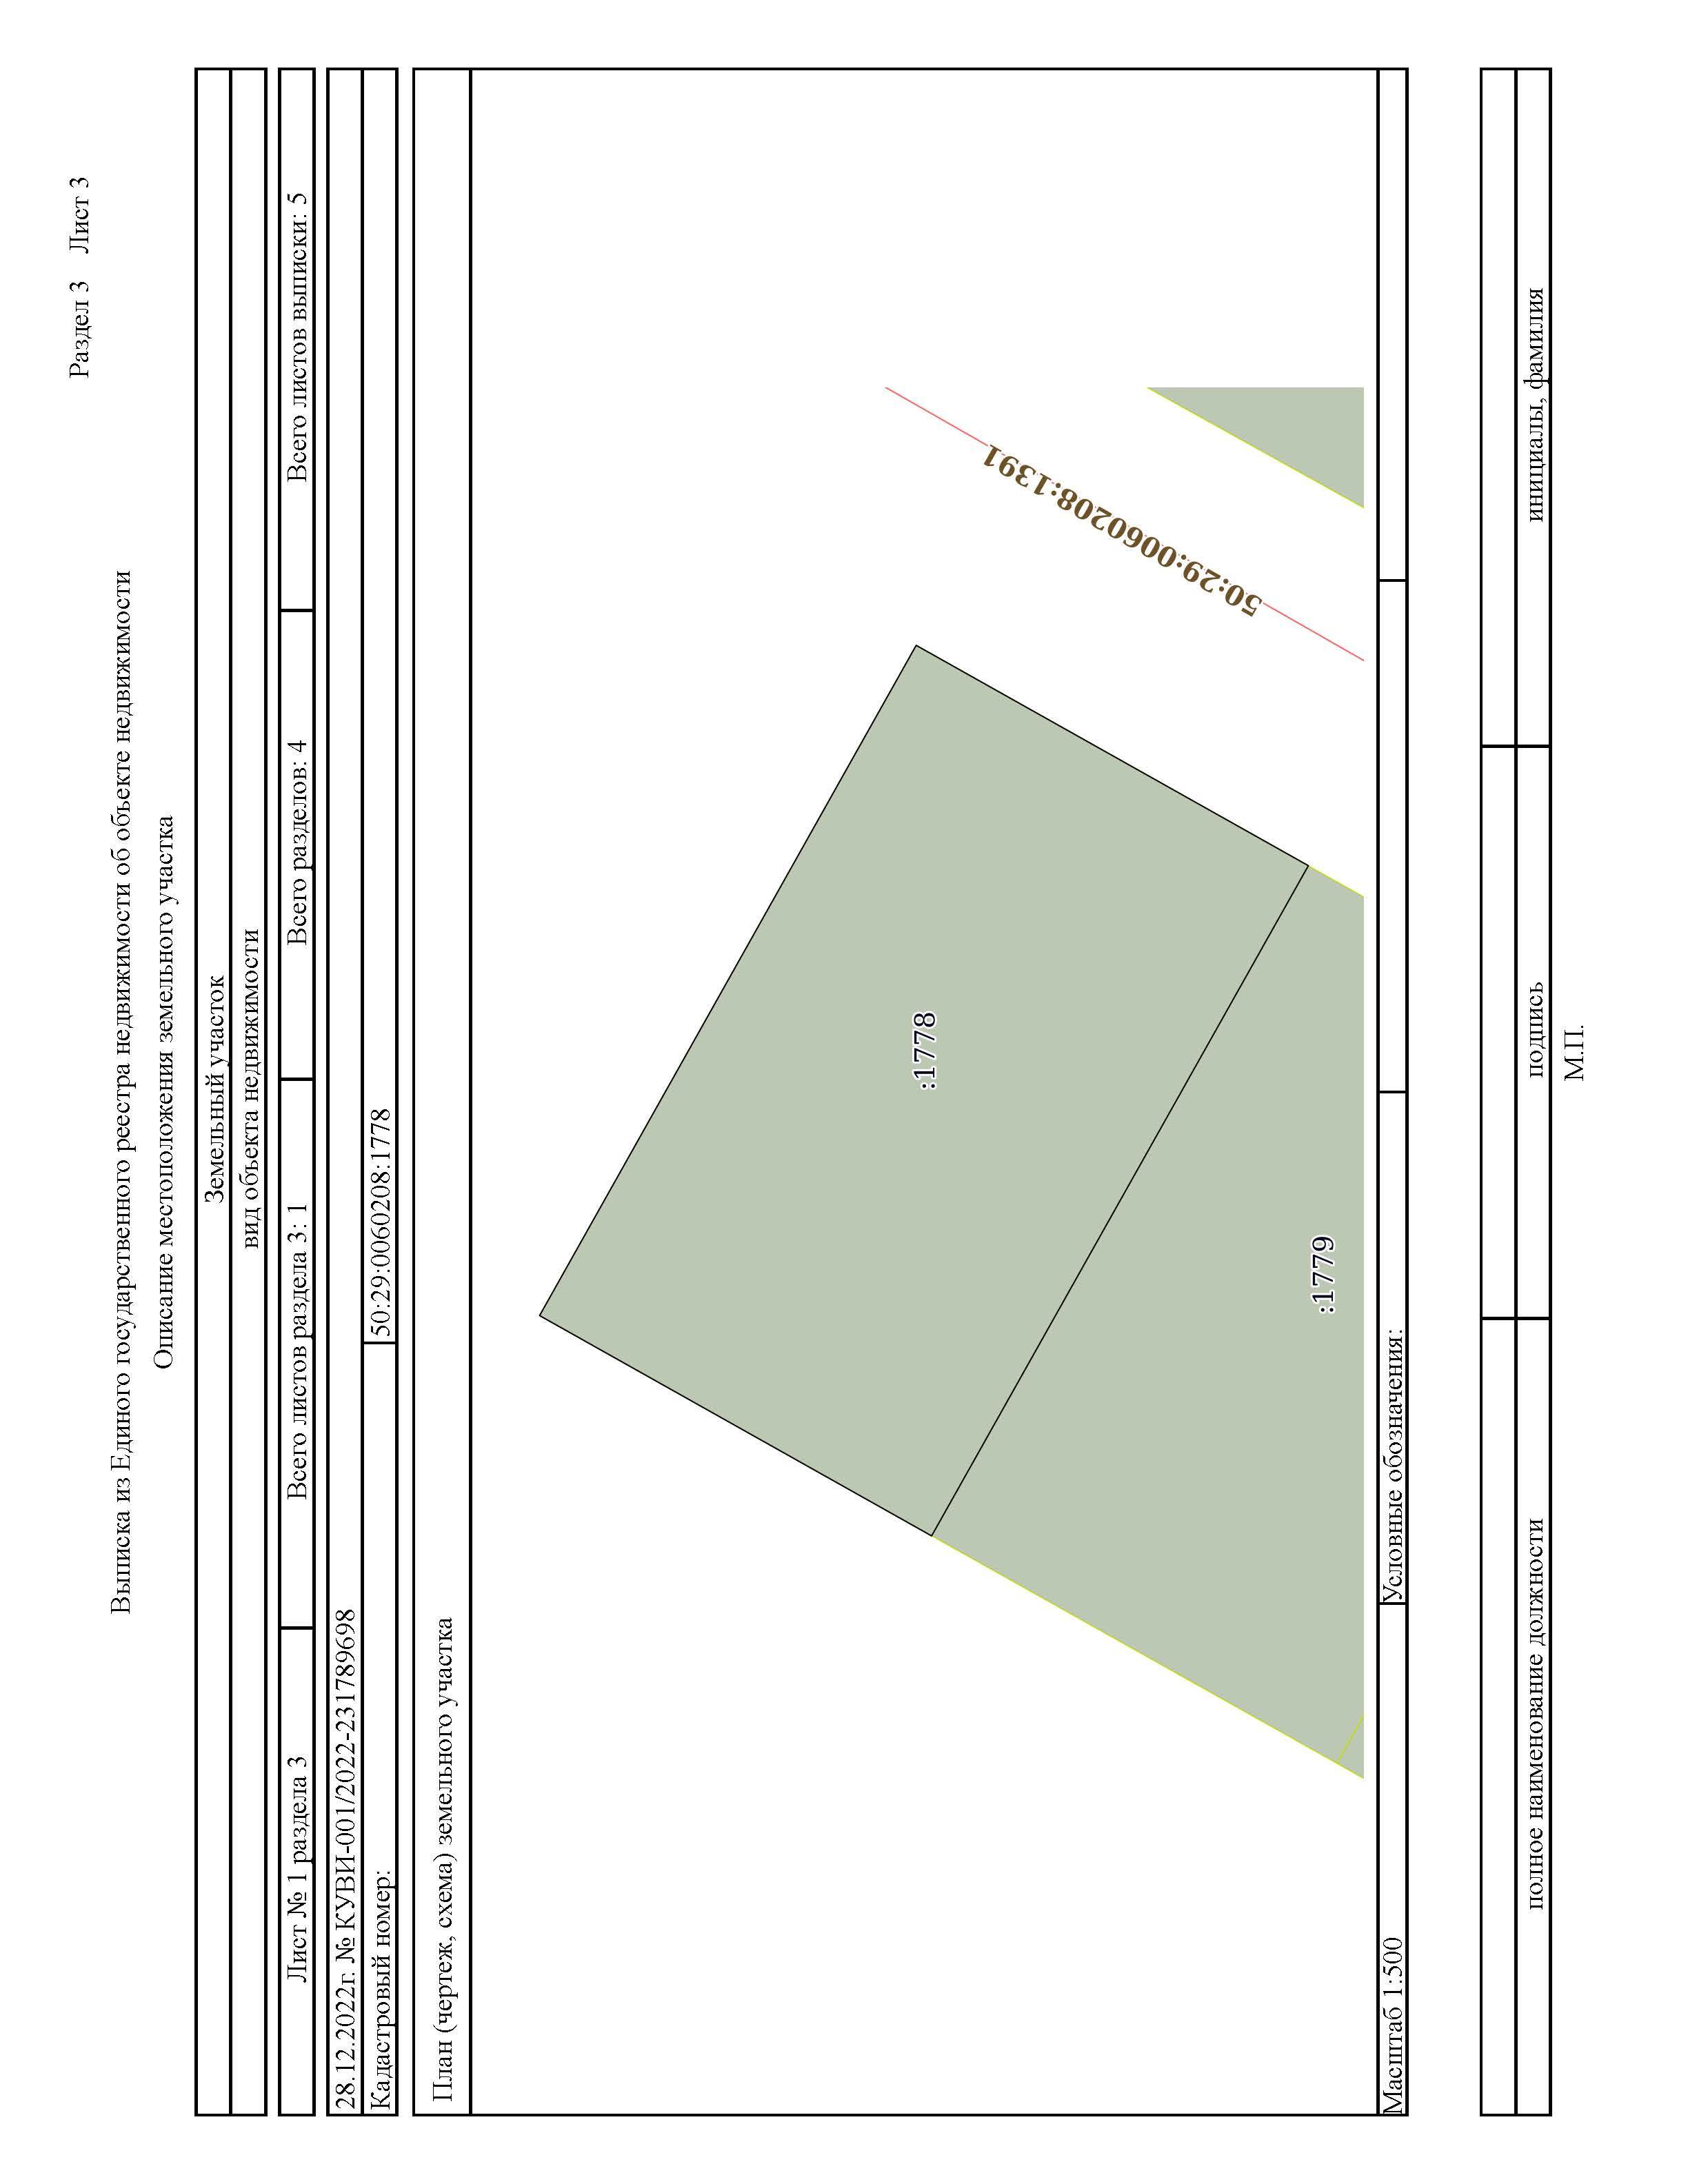 Раздел 3 Лист 3
Выписка из Единого государственного реестра недвижимости об объекте недвижимости
Описание местоположения земельного участка
Земельный участок
вид объекта недвижимости
Лист № 1 раздела 3
Всего листов раздела 3: 1
Всего разделов: 4
Всего листов выписки: 5
28.12.2022г. № КУВИ-001/2022-231789698
Кадастровый номер:
50:29:0060208:1778
План (чертеж, схема) земельного участка
50:29:0060208:1391
:1778
:1779
Масштаб 1:500
Условные обозначения:
полное наименование должности
подпись
инициалы, фамилия
М.П.